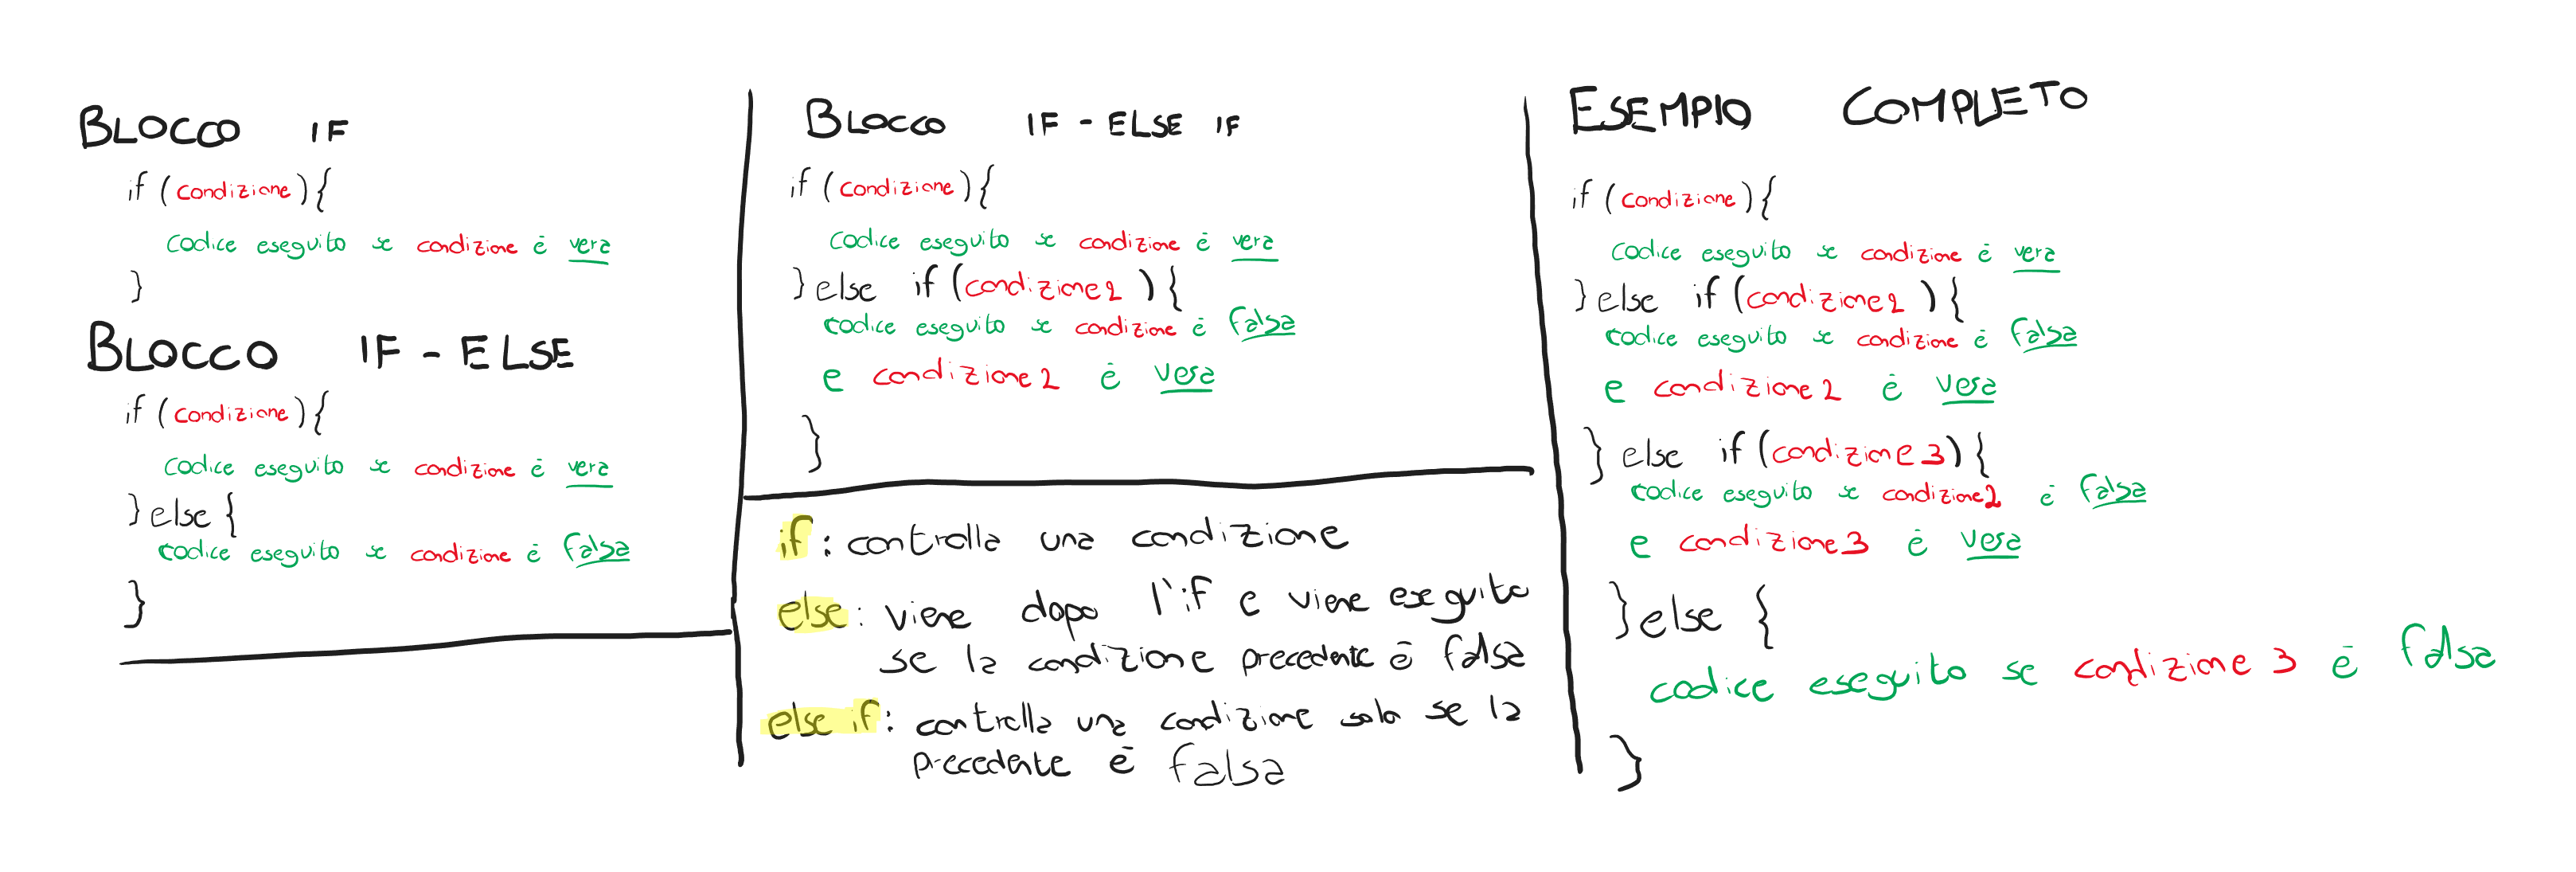 BLOCCO IF
if (condizione){
codice eseguito se condizione è vera
}
BLOCCO IF - ELSE
if (condizione){
codice eseguito se condizione è vera
}else{
codice eseguito se condizione è falsa
}
BLOCCO IF - ELSE IF
if (condizione){
codice eseguito se condizione è vera
}else if (condizione2){
codice eseguito se condizione è falsa
e condizione2 è vera
}
if: controlla una condizione
else: viene dopo l'if e viene eseguito
se la condizione precedente è falsa
else if: controlla una condizione solo se la
precedente è falsa
ESEMPIO COMPLETO
if (condizione){
codice eseguito se condizione è vera
}else if (condizione2){
codice eseguito se condizione è falsa
e condizione2 è vera
} else if (condizione3){
codice eseguito se condizione2 è falsa
e condizione3 è vera
}else {
codice eseguito se condizione 3 è falsa
}